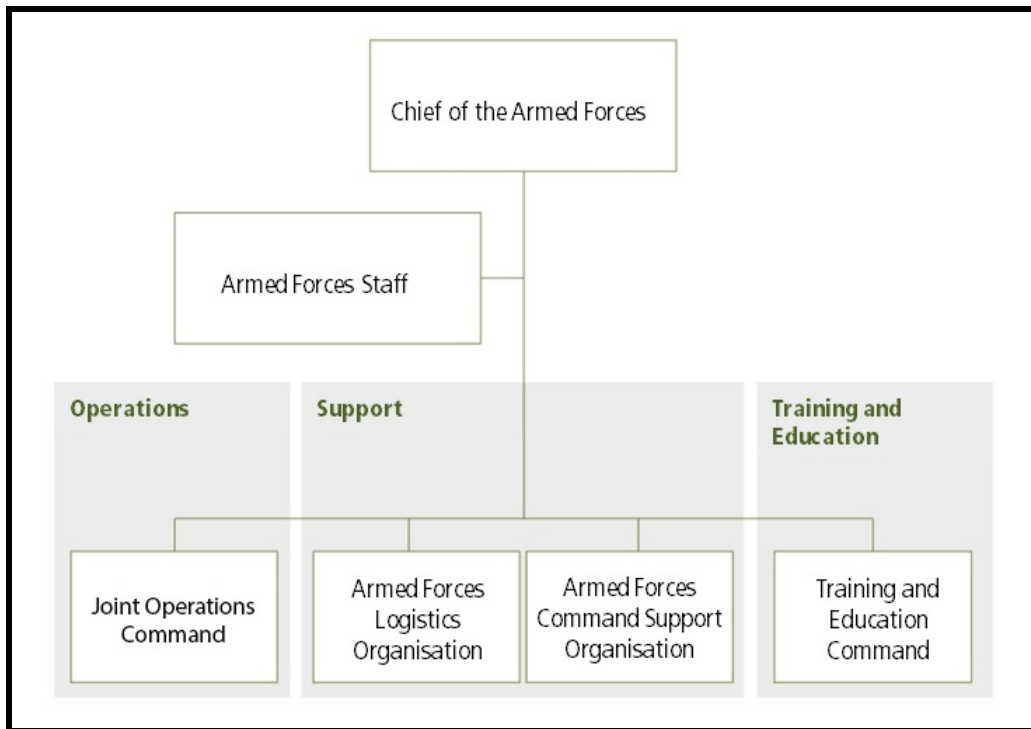 Chief of the Armed Forces
Armed Forces Staff
Operations
Support
Training and
Education
Joint Operations
Command
Armed Forces
Logistics
Organisation
Armed Forces
Command Support
Organisation
Training and
Education
Command